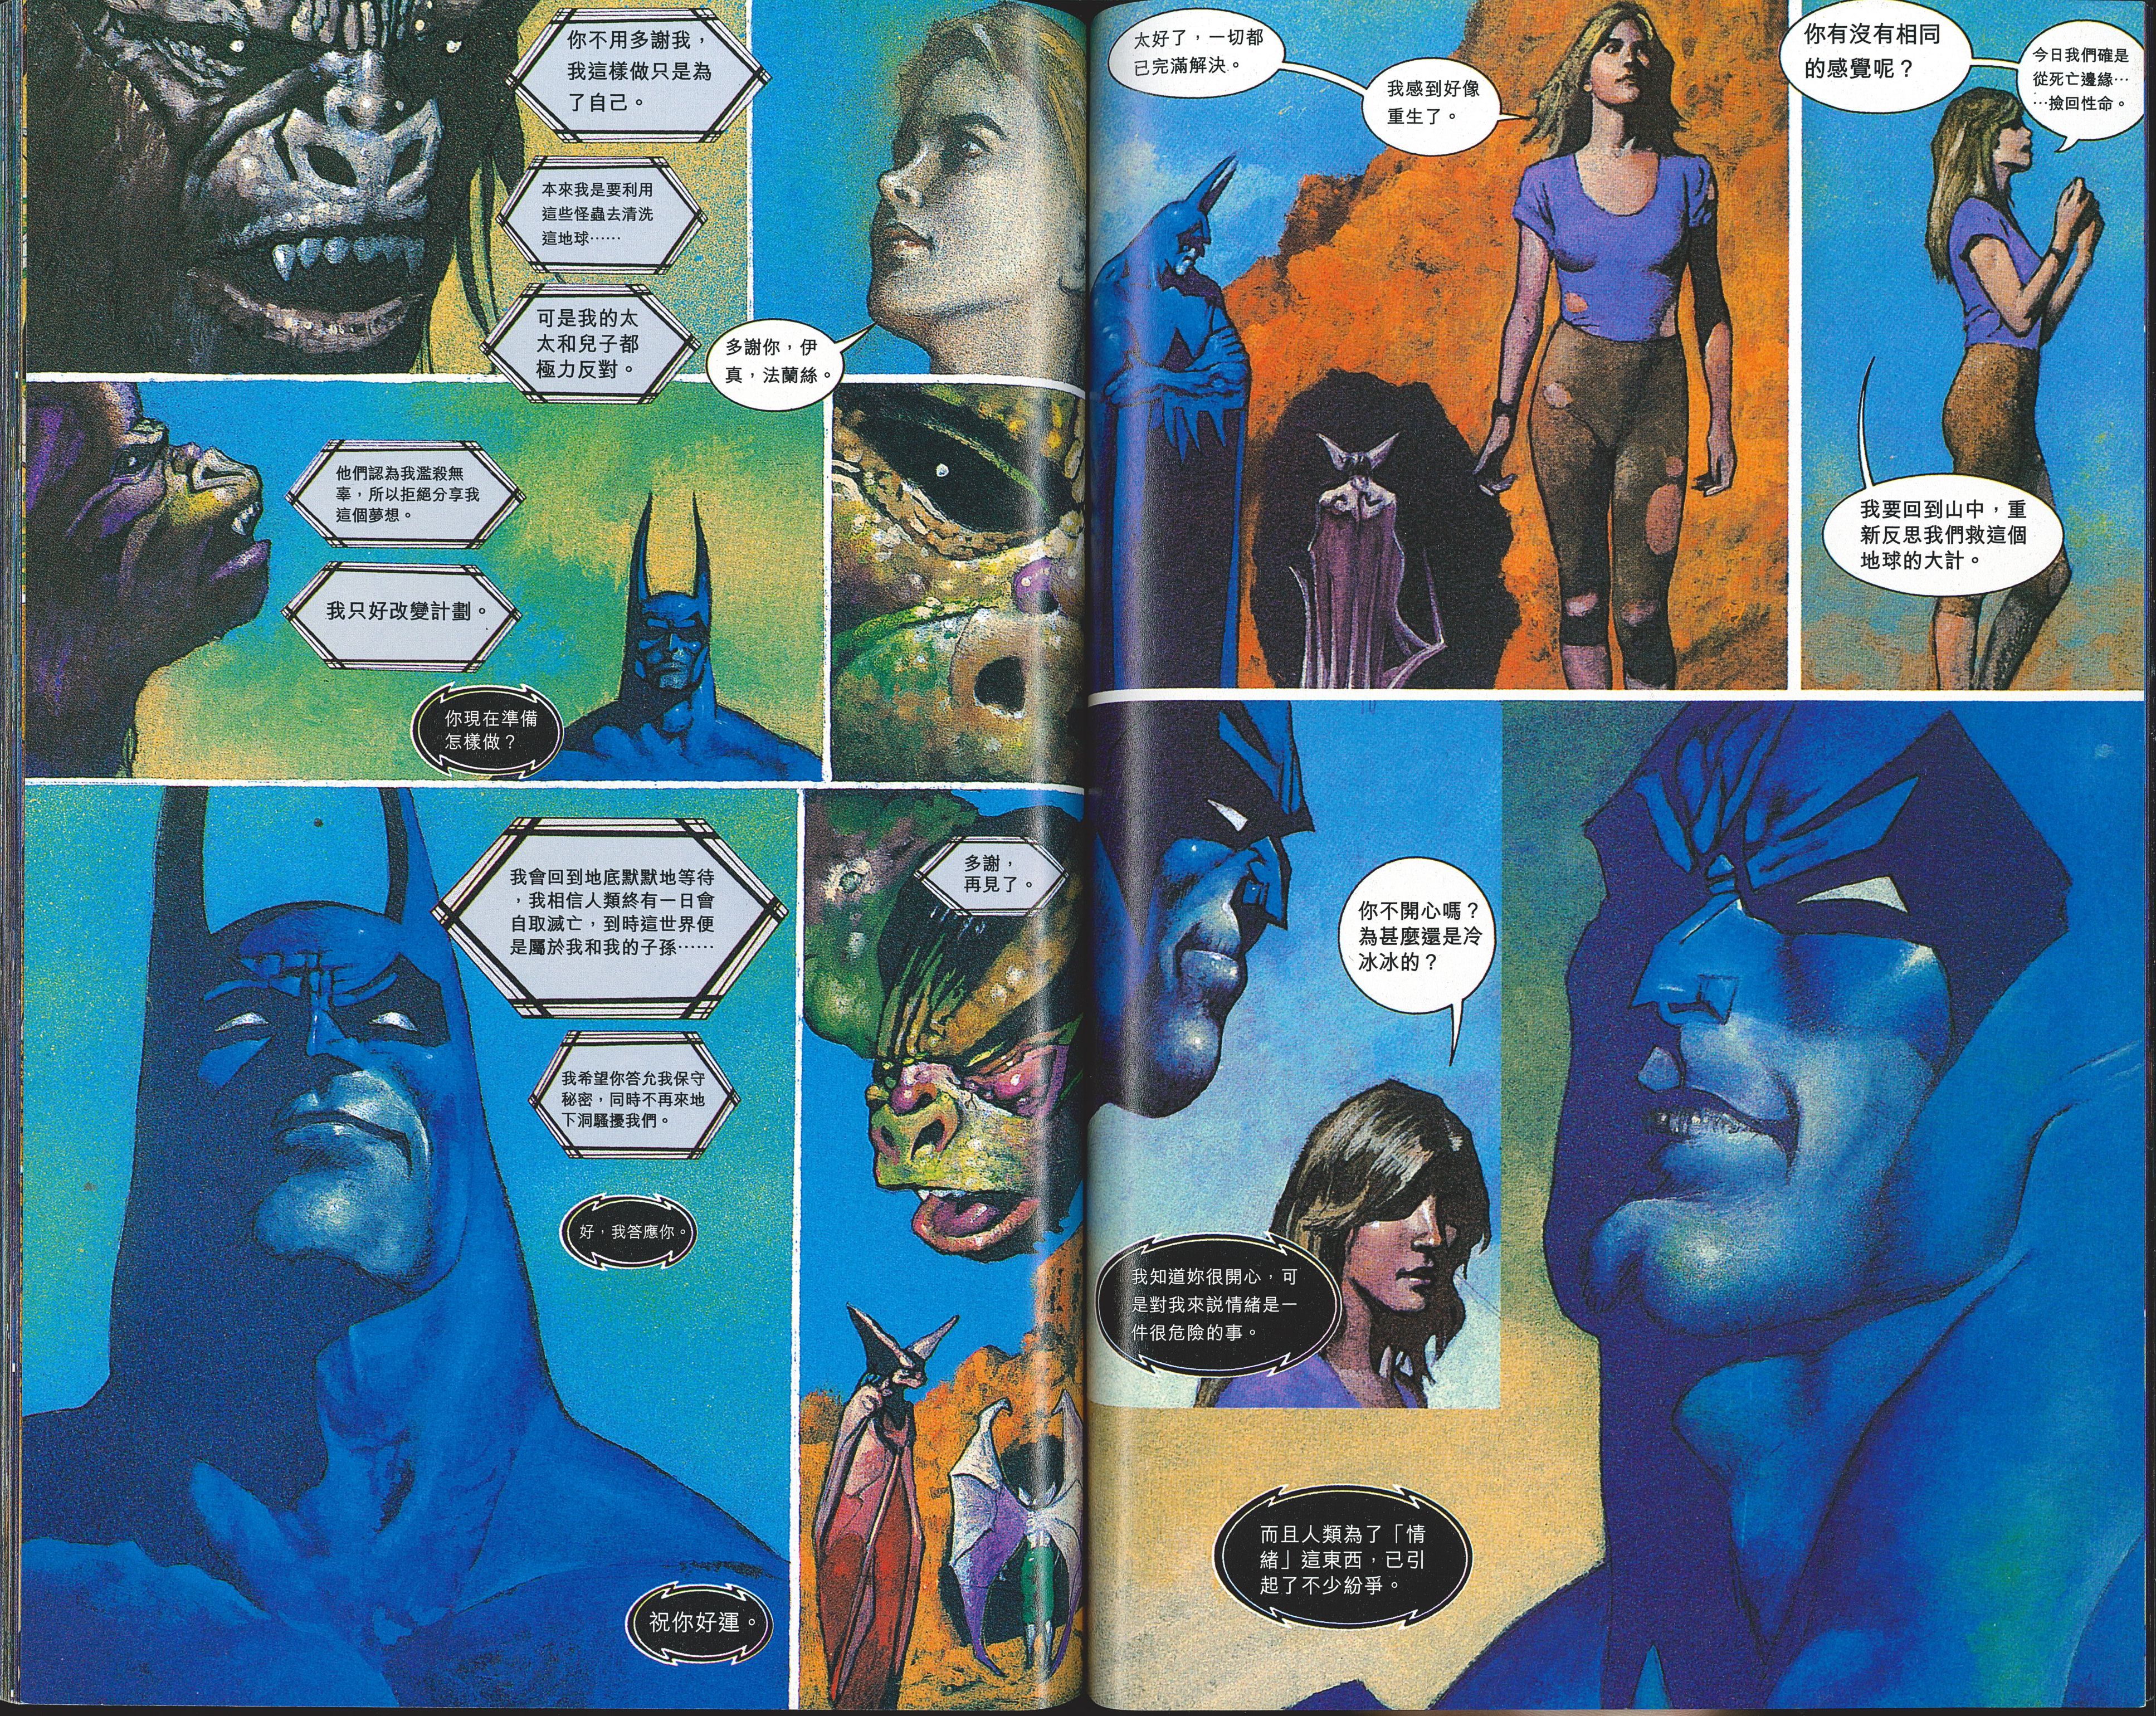 你不用多謝我，
我這樣做只是為
了自己。
本來我是要利用
這些怪蟲去清洗
這地球⋯⋯
可是我的太
太和兒子都
極力反對。
多謝你，伊
真，法蘭絲。
他們認為我濫殺無
辜，所以拒絕分享我
這個夢想。
我只好改變計劃。
你現在準備
怎樣做？
我會回到地底默默地等待
，我相信人類終有一日會
自取滅亡，到時這世界便
是屬於我和我的子孫⋯⋯
我希望你答允我保守
秘密，同時不再來地
下洞騷擾我們。
好，我答應你。
祝你好運。
多謝，
再見了。
太好了，一切都
已完滿解決。
我感到好像
重生了。
你有沒有相同
的感覺呢？
今日我們確是
從死亡邊緣⋯
⋯撿回性命。
我要回到山中，重
新反思我們救這個
地球的大計。
你不開心嗎？
為甚麼還是冷
冰冰的？
我知道妳很開心，可
是對我來説情緒是一
件很危險的事。
而且人類為了「情
緒」這東西，已引
起了不少紛爭。